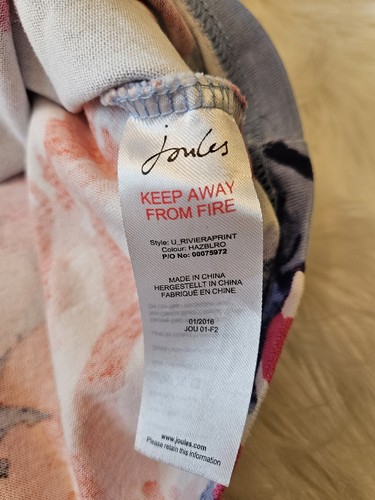 Joules
KEEP AWAY
FROM FIRE
Style: U_RIVIERAPRINT
Colour: HAZBLRO
P/O No: 00075972
MADE IN CHINA
HERGESTELLT IN CHINA
FABRIQUÉ EN CHINE
01/2016
JOU 01-F2
www.joules.com
Please retain this information